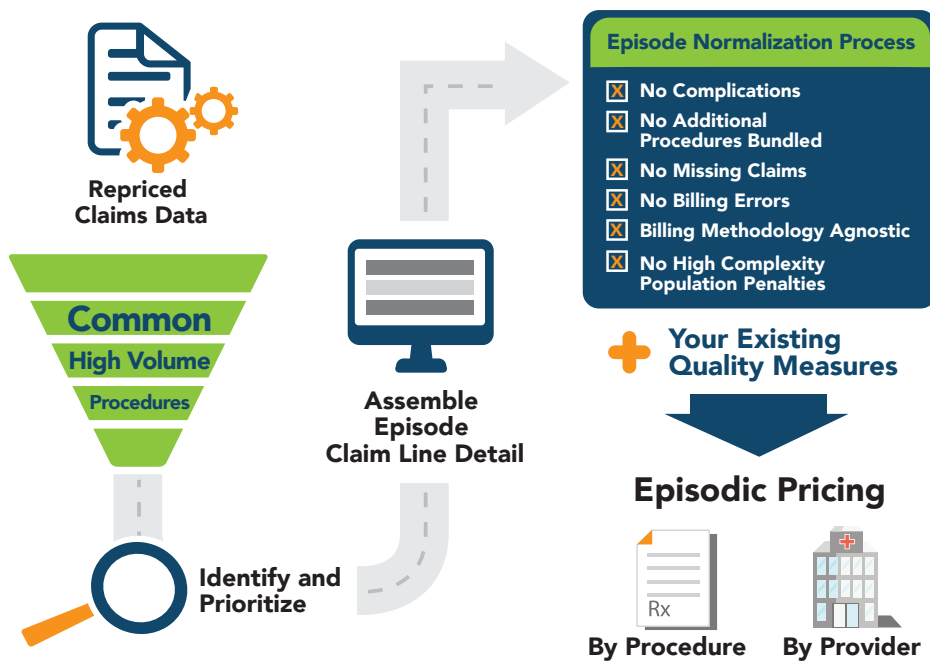 Repriced
Claims Data
Common
High Volume
Procedures
Identify and
Prioritize
Assemble
Episode
Claim Line Detail
Episode Normalization Process
X No Complications
X No Additional
Procedures Bundled
X No Missing Claims
X No Billing Errors
X Billing Methodology Agnostic
X No High Complexity
Population Penalties
Your Existing
Quality Measures
Episodic Pricing
Rx
By Procedure
By Provider